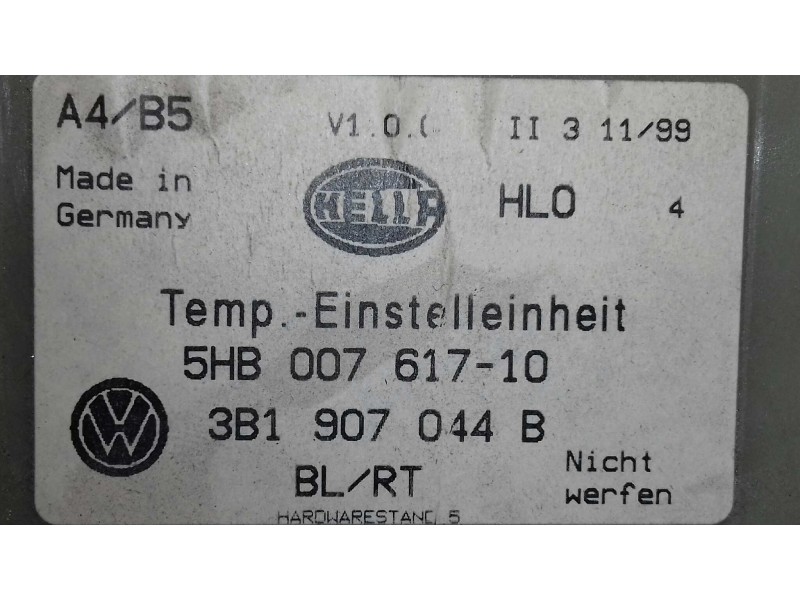 A4/B5 V1.0. II 3 11/99
Made in
Germany
HELLA
HLO 4
Temp.-Einstelleinheit
5HB 007 617-10
3B1 907 044 B
VW
BL/RT
Nicht
werfen
HARDWARESTAND 5